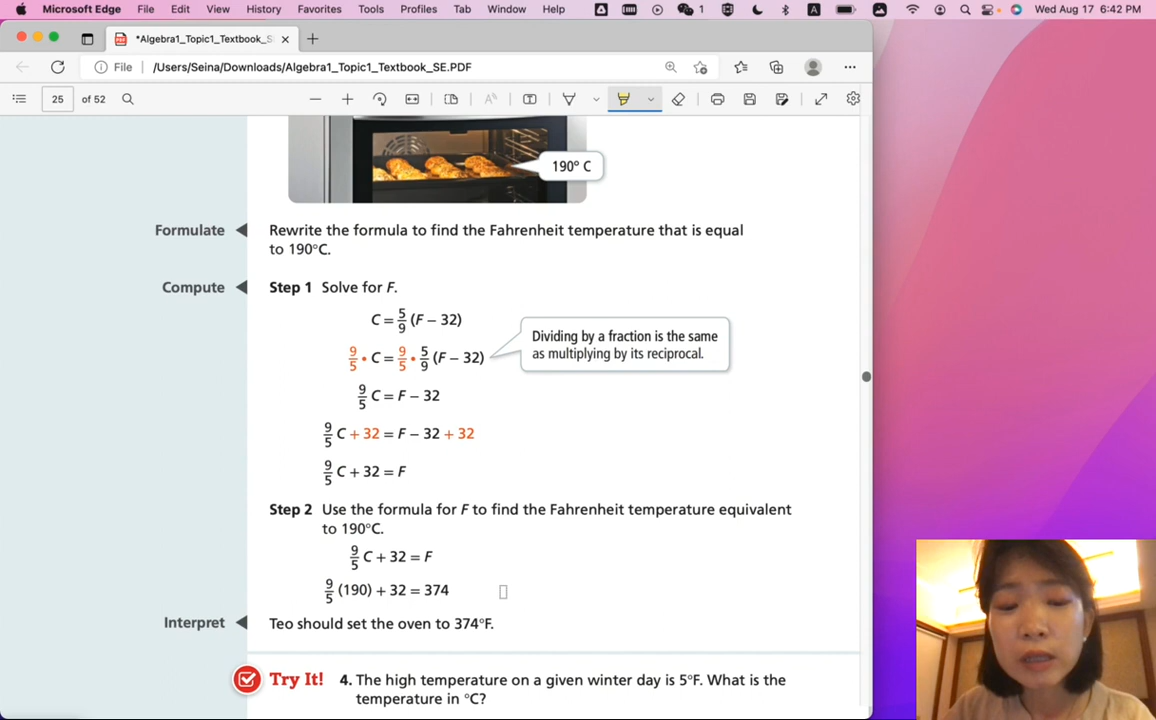 Microsoft Edge File Edit View History Favorites Tools Profiles Tab Window Help 1 A Wed Aug 17 6:42 PM
*Algebra1_Topic1_Textbook_S
File /Users/Seina/Downloads/Algebra1_Topic1_Textbook_SE.PDF
25 of 52
190° C
Formulate Rewrite the formula to find the Fahrenheit temperature that is equal
to 190°C.
Compute Step 1 Solve for F.
C = 5/9 (F − 32)
9/5 • C = 9/5 • 5/9 (F − 32)
Dividing by a fraction is the same
as multiplying by its reciprocal.
9/5 C = F − 32
9/5 C + 32 = F − 32 + 32
9/5 C + 32 = F
Step 2 Use the formula for F to find the Fahrenheit temperature equivalent
to 190°C.
9/5 C + 32 = F
9/5 (190) + 32 = 374
Interpret Teo should set the oven to 374°F.
Try It! 4. The high temperature on a given winter day is 5°F. What is the
temperature in °C?